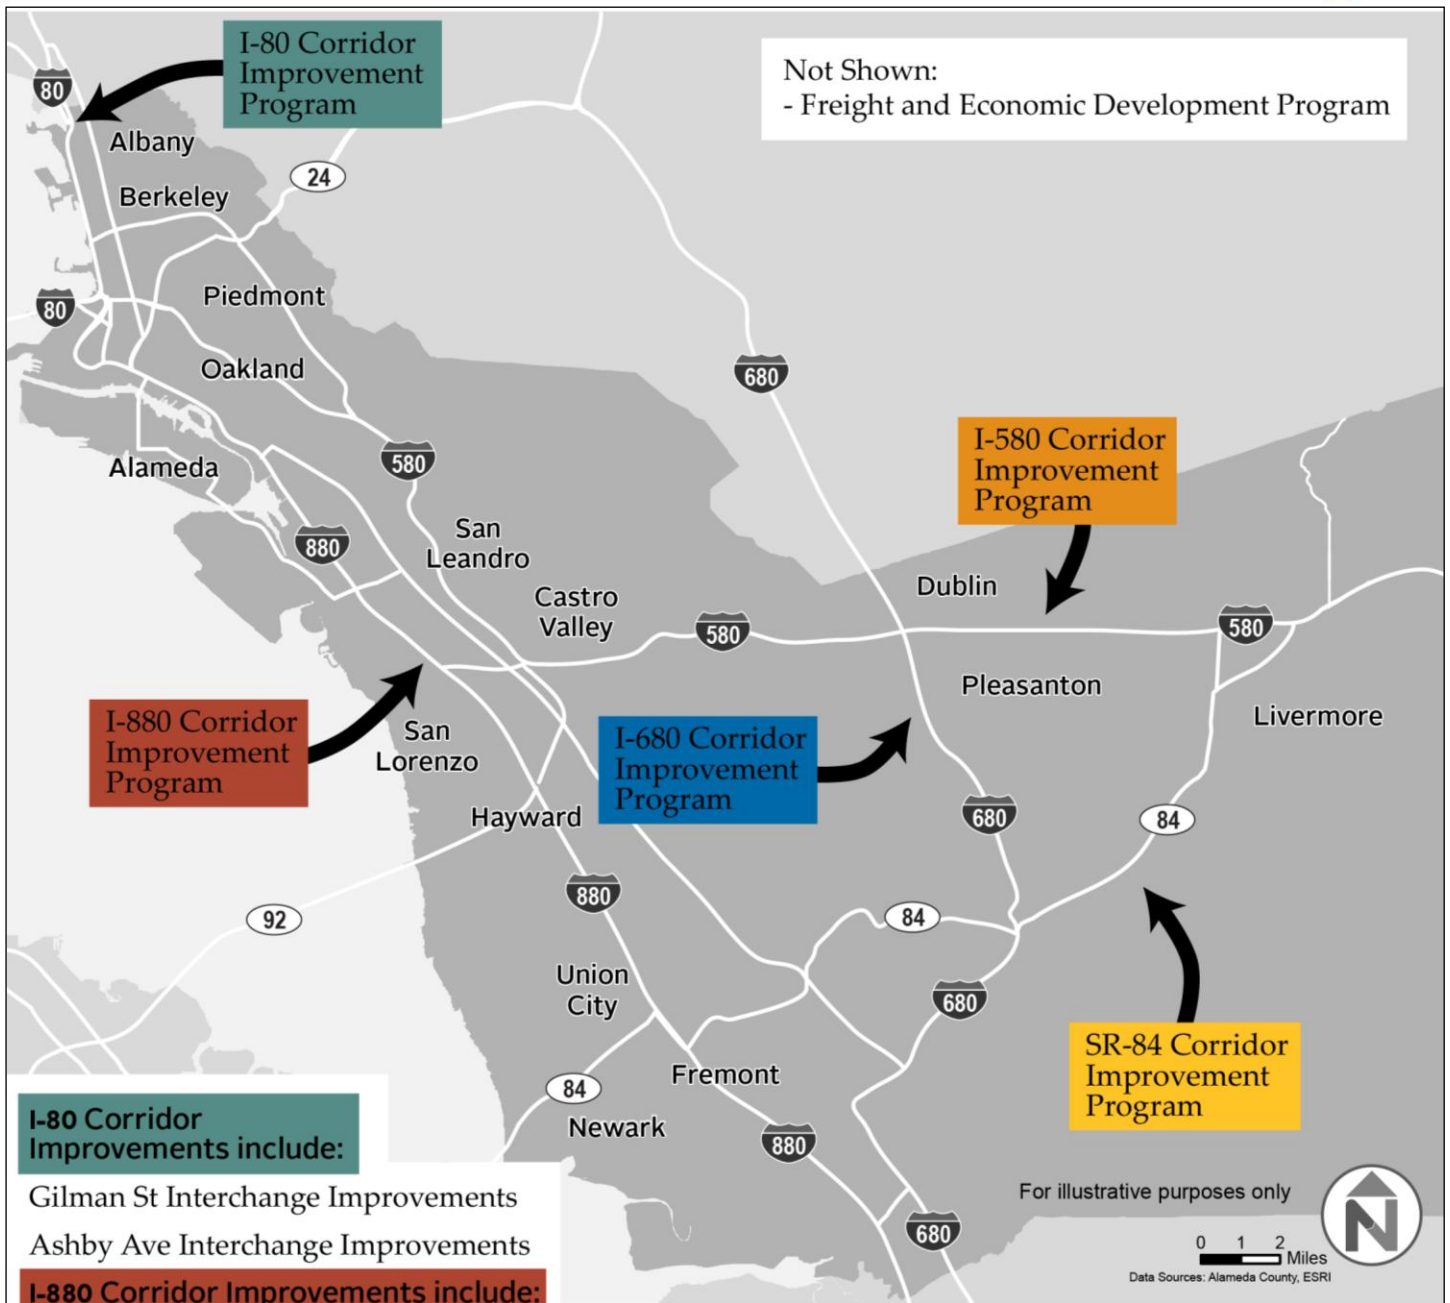 I-80 Corridor
Improvement
Program
Not Shown:
- Freight and Economic Development Program
80
Albany
24
Berkeley
Piedmont
80
Oakland
680
I-580 Corridor
Improvement
Program
580
Alameda
San
Leandro
880
Dublin
Castro
Valley
580
580
Pleasanton
Livermore
I-880 Corridor
Improvement
Program
San
Lorenzo
I-680 Corridor
Improvement
Program
Hayward
680
84
880
92
84
Union
City
680
SR-84 Corridor
Improvement
Program
Fremont
84
Newark
880
I-80 Corridor
Improvements include:
Gilman St Interchange Improvements
Ashby Ave Interchange Improvements
I-880 Corridor Improvements include:
For illustrative purposes only
N
680
0 1 2
Miles
Data Sources: Alameda County, ESRI